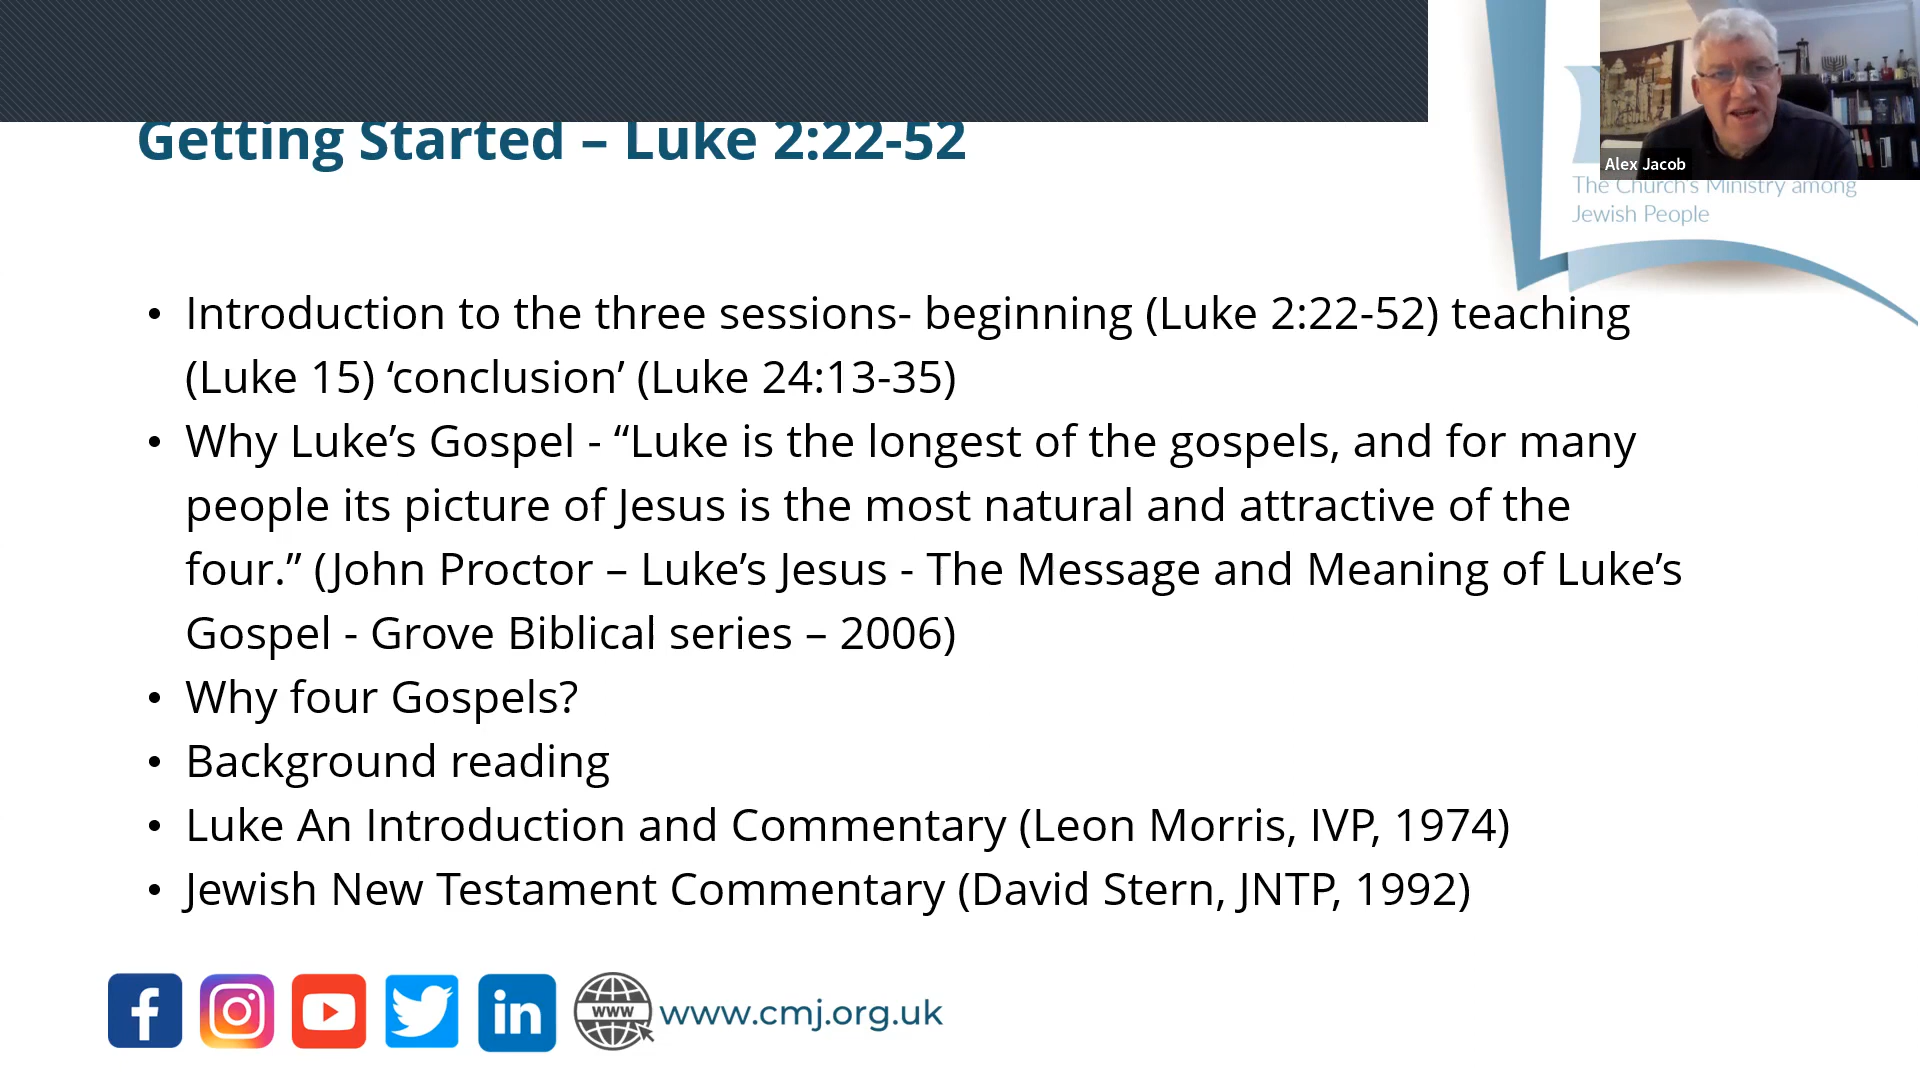 Getting Started – Luke 2:22-52
Alex Jacob
The Church's Ministry among
Jewish People
• Introduction to the three sessions- beginning (Luke 2:22-52) teaching
(Luke 15) ‘conclusion’ (Luke 24:13-35)
• Why Luke’s Gospel - “Luke is the longest of the gospels, and for many
people its picture of Jesus is the most natural and attractive of the
four.” (John Proctor – Luke’s Jesus - The Message and Meaning of Luke’s
Gospel - Grove Biblical series – 2006)
• Why four Gospels?
• Background reading
• Luke An Introduction and Commentary (Leon Morris, IVP, 1974)
• Jewish New Testament Commentary (David Stern, JNTP, 1992)
www
www.cmj.org.uk